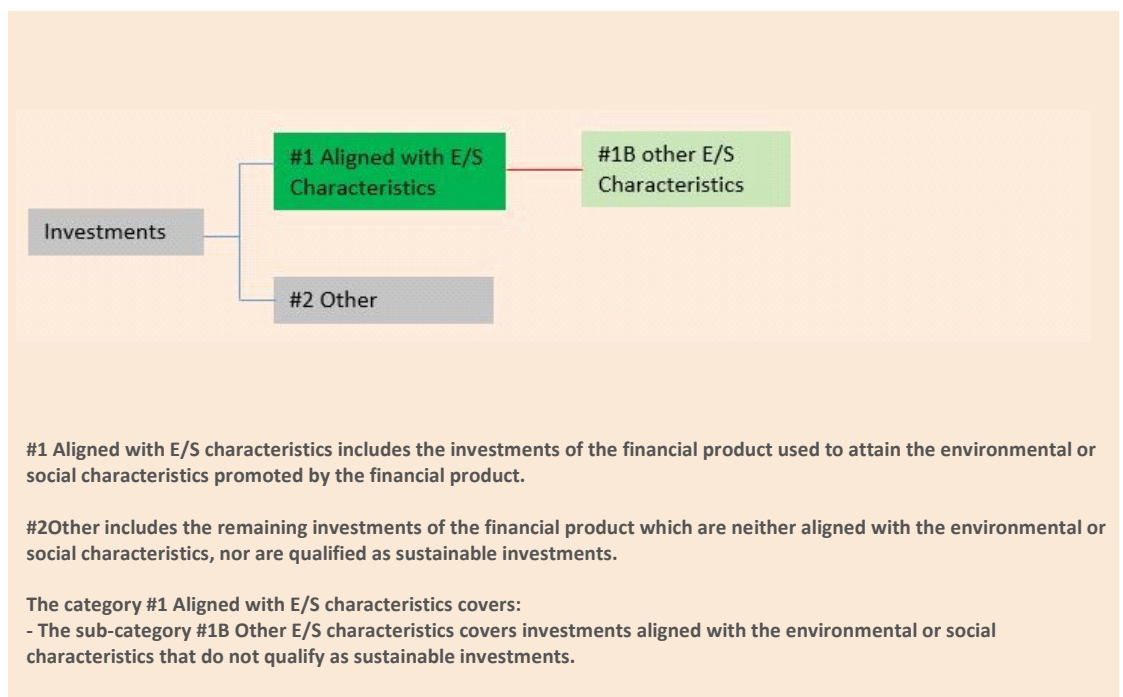 #1 Aligned with E/S
Characteristics
#1B other E/S
Characteristics
Investments
#2 Other
#1 Aligned with E/S characteristics includes the investments of the financial product used to attain the environmental or
social characteristics promoted by the financial product.
#2Other includes the remaining investments of the financial product which are neither aligned with the environmental or
social characteristics, nor are qualified as sustainable investments.
The category #1 Aligned with E/S characteristics covers:
- The sub-category #1B Other E/S characteristics covers investments aligned with the environmental or social
characteristics that do not qualify as sustainable investments.